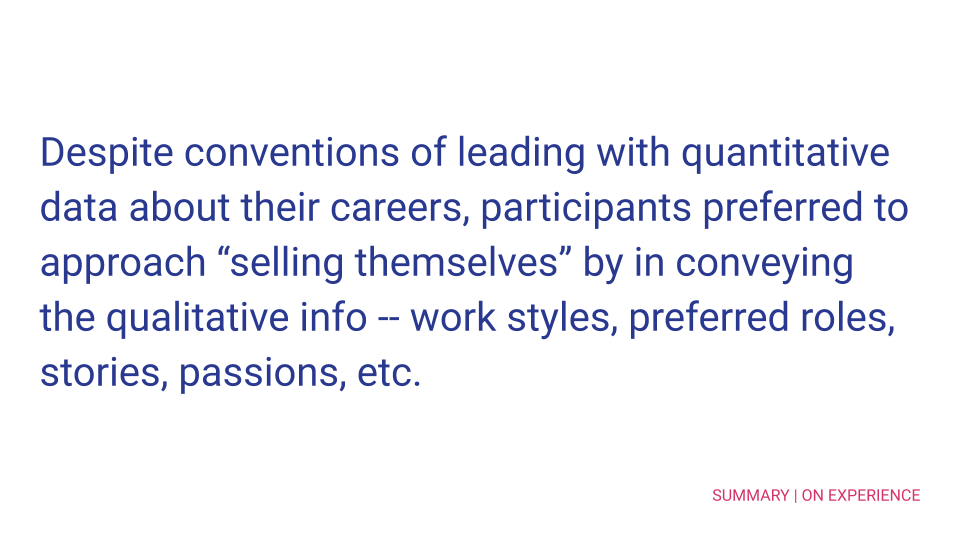 Despite conventions of leading with quantitative
data about their careers, participants preferred to
approach “selling themselves” by in conveying
the qualitative info -- work styles, preferred roles,
stories, passions, etc.
SUMMARY | ON EXPERIENCE